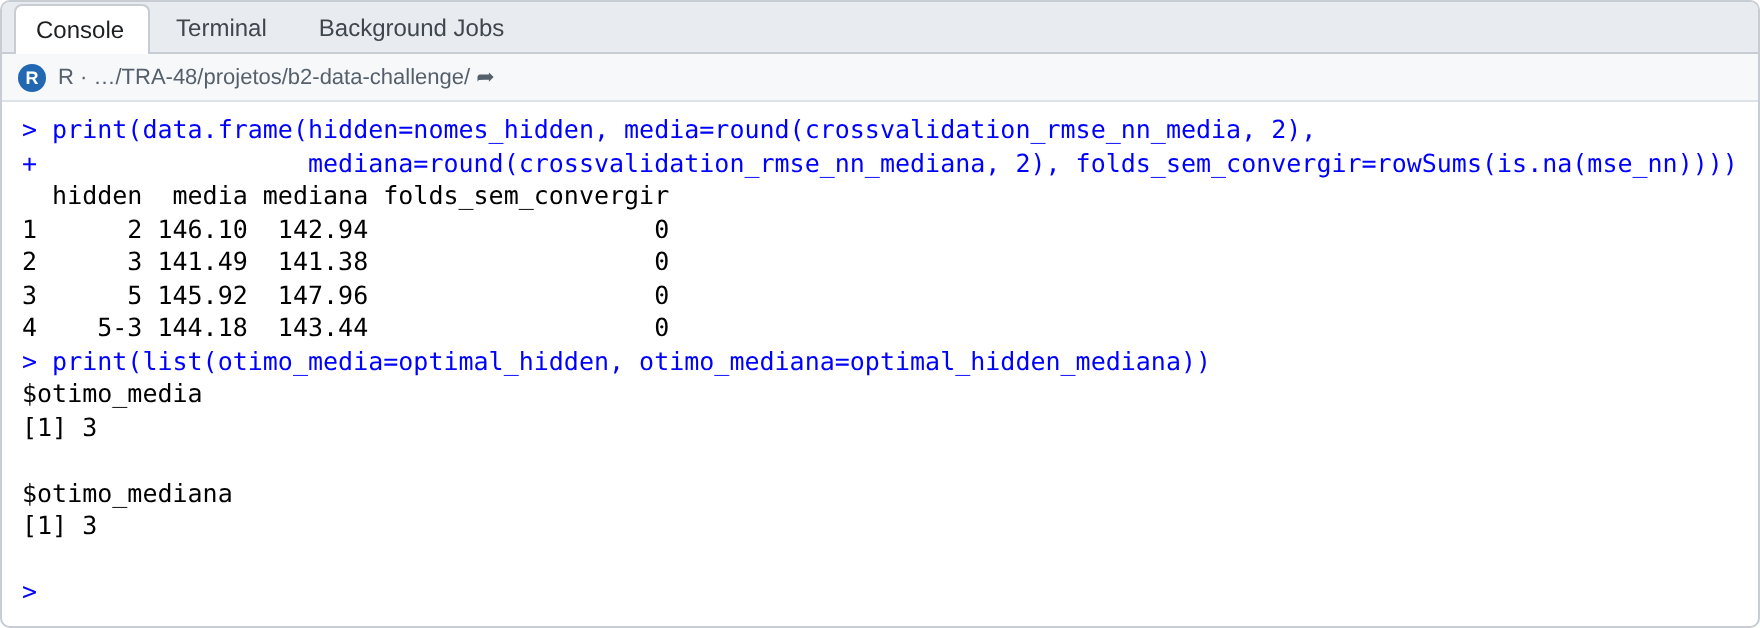 Console Terminal Background Jobs
R R · …/TRA-48/projetos/b2-data-challenge/ ➦
> print(data.frame(hidden=nomes_hidden, media=round(crossvalidation_rmse_nn_media, 2),
+                  mediana=round(crossvalidation_rmse_nn_mediana, 2), folds_sem_convergir=rowSums(is.na(mse_nn))))
  hidden  media mediana folds_sem_convergir
1      2 146.10  142.94                   0
2      3 141.49  141.38                   0
3      5 145.92  147.96                   0
4    5-3 144.18  143.44                   0
> print(list(otimo_media=optimal_hidden, otimo_mediana=optimal_hidden_mediana))
$otimo_media
[1] 3
$otimo_mediana
[1] 3
>